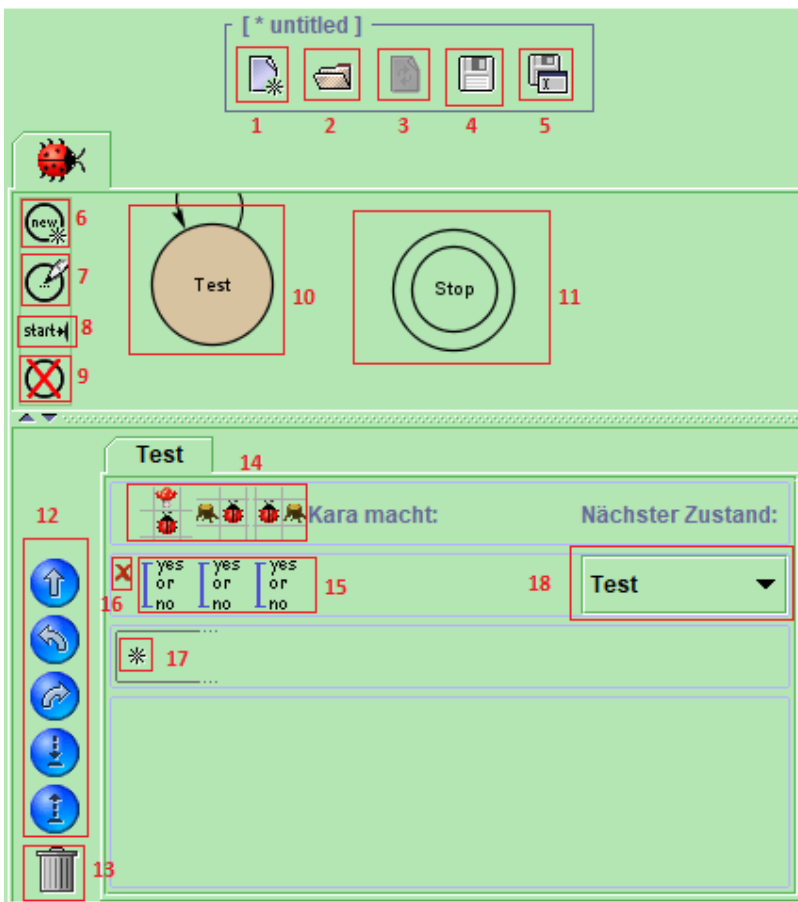 [ * untitled ]
1 2 3 4 5
new 6
7
start 8
9
Test 10
Stop 11
Test
14
12
Kara macht: Nächster Zustand:
yes yes yes
or or or
no no no
15
16
18
Test
17
13